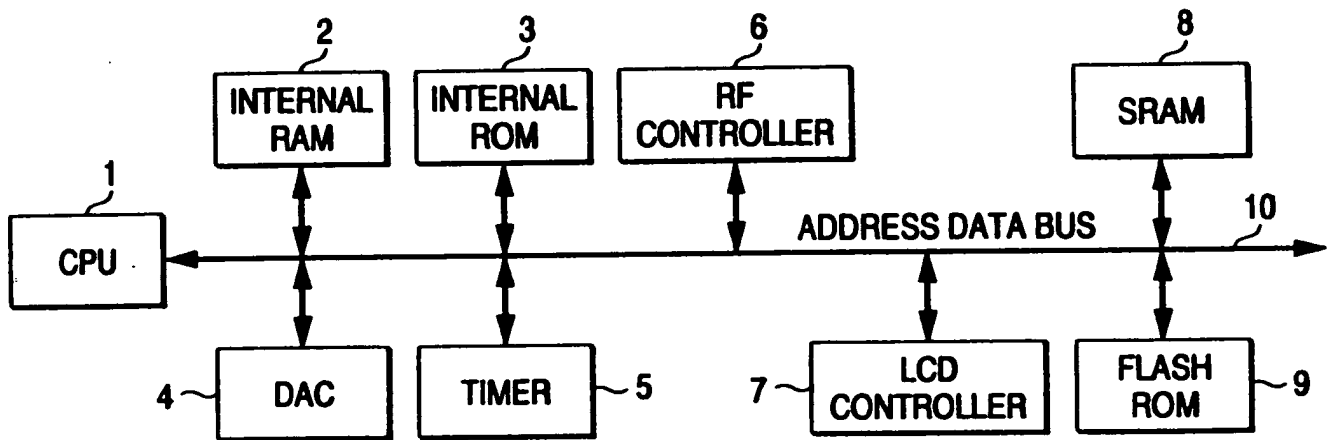 2
3
6
8
INTERNAL
RAM
INTERNAL
ROM
RF
CONTROLLER
SRAM
1
CPU
ADDRESS DATA BUS
10
4
DAC
TIMER
5
7
LCD
CONTROLLER
FLASH
ROM
9